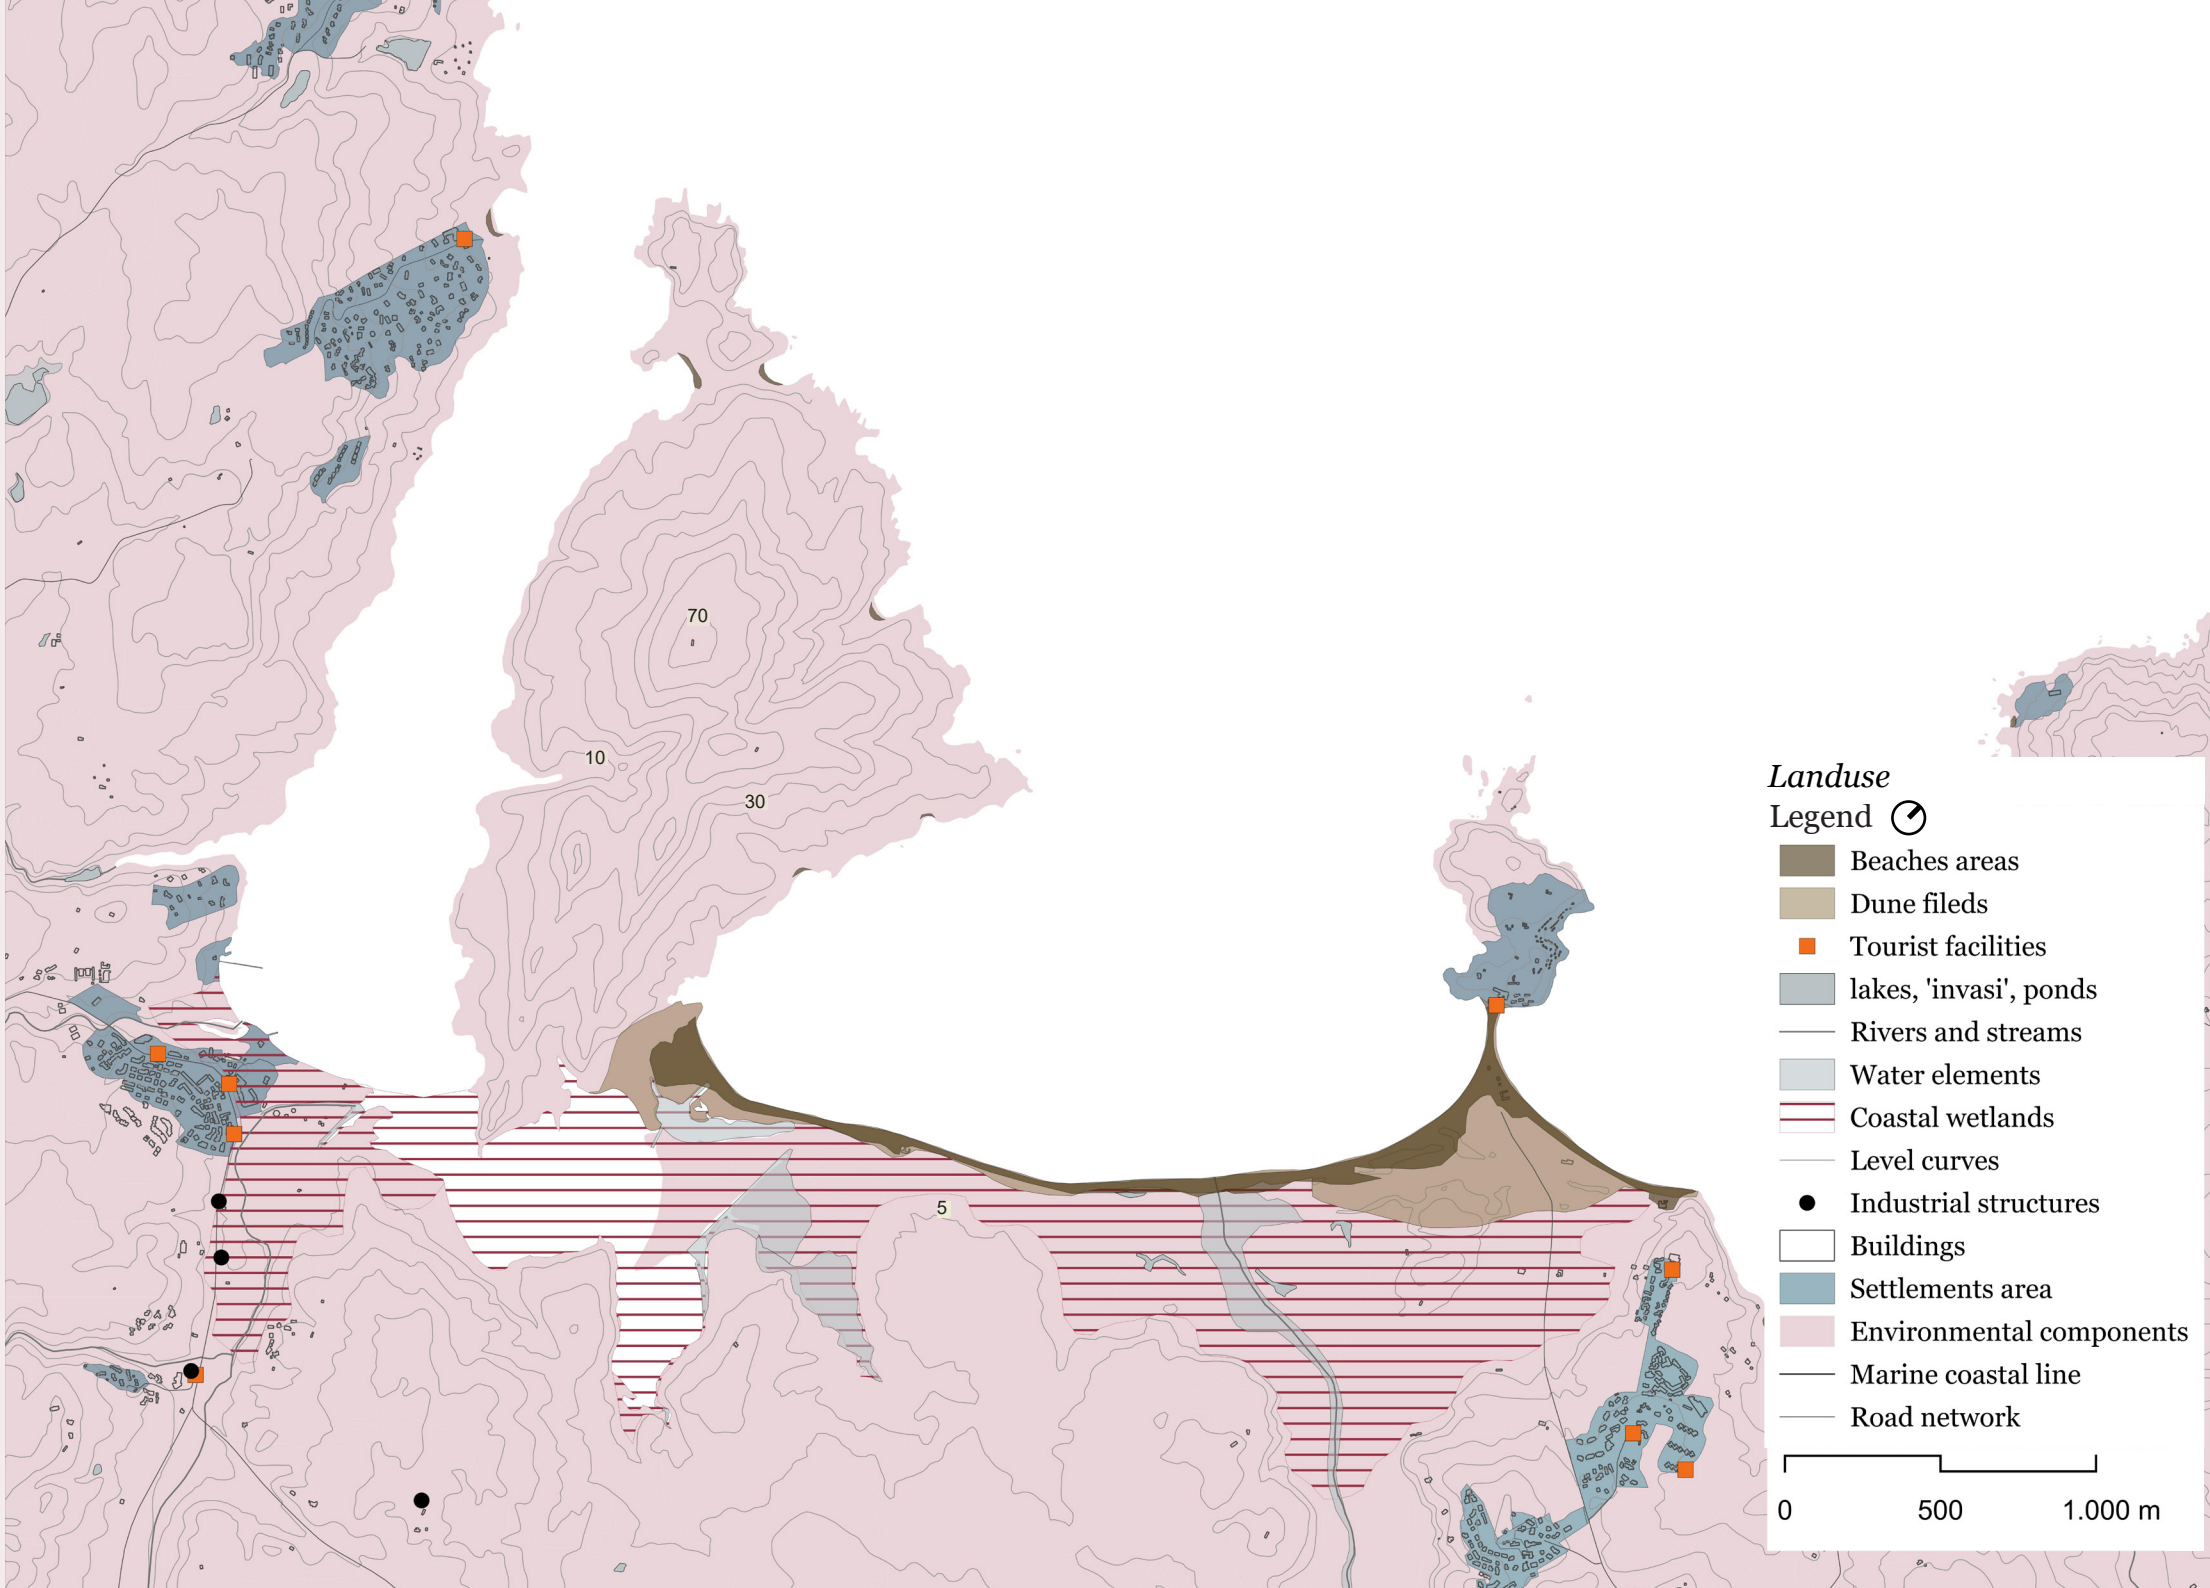 70
10
30
5
Landuse
Legend
Beaches areas
Dune fileds
Tourist facilities
lakes, 'invasi', ponds
Rivers and streams
Water elements
Coastal wetlands
Level curves
Industrial structures
Buildings
Settlements area
Environmental components
Marine coastal line
Road network
0 500 1.000 m